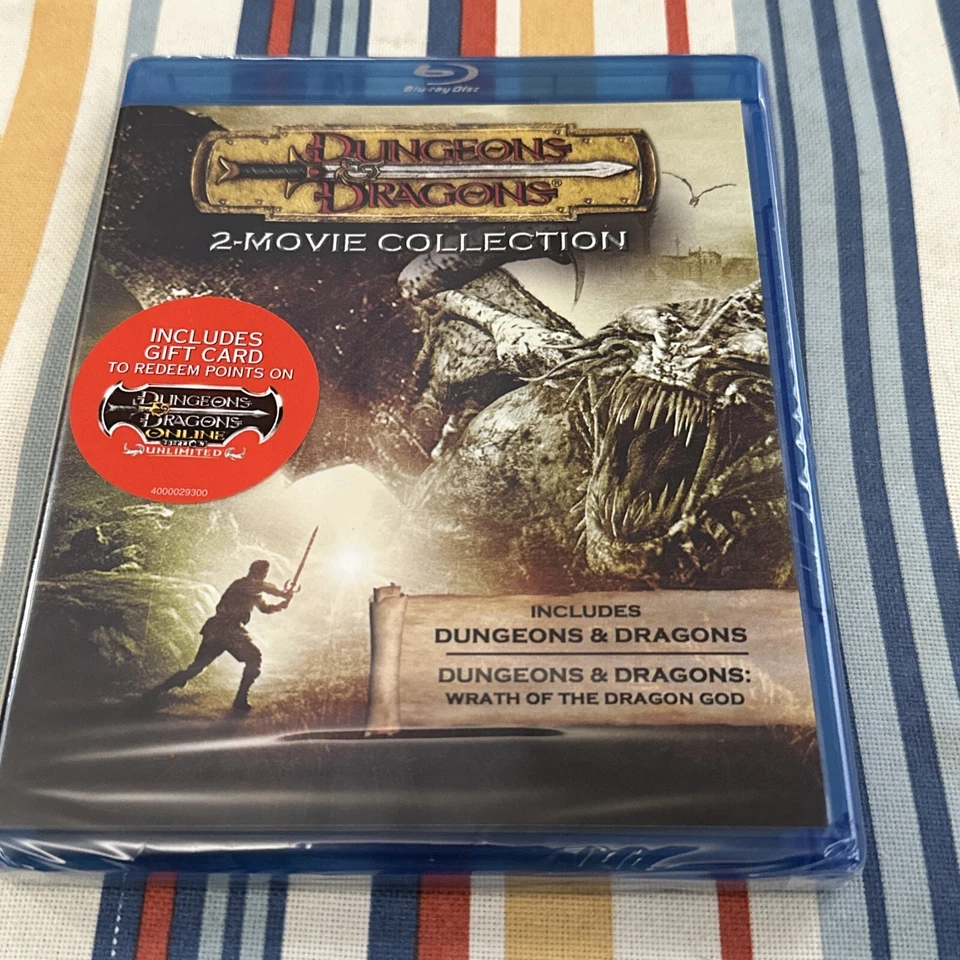 Blu-ray Disc
DUNGEONS
&
DRAGONS®
2-MOVIE COLLECTION
INCLUDES
GIFT CARD
TO REDEEM POINTS ON
DUNGEONS
&
DRAGONS
ONLINE
UNLIMITED
4000029300
INCLUDES
DUNGEONS & DRAGONS
DUNGEONS & DRAGONS:
WRATH OF THE DRAGON GOD